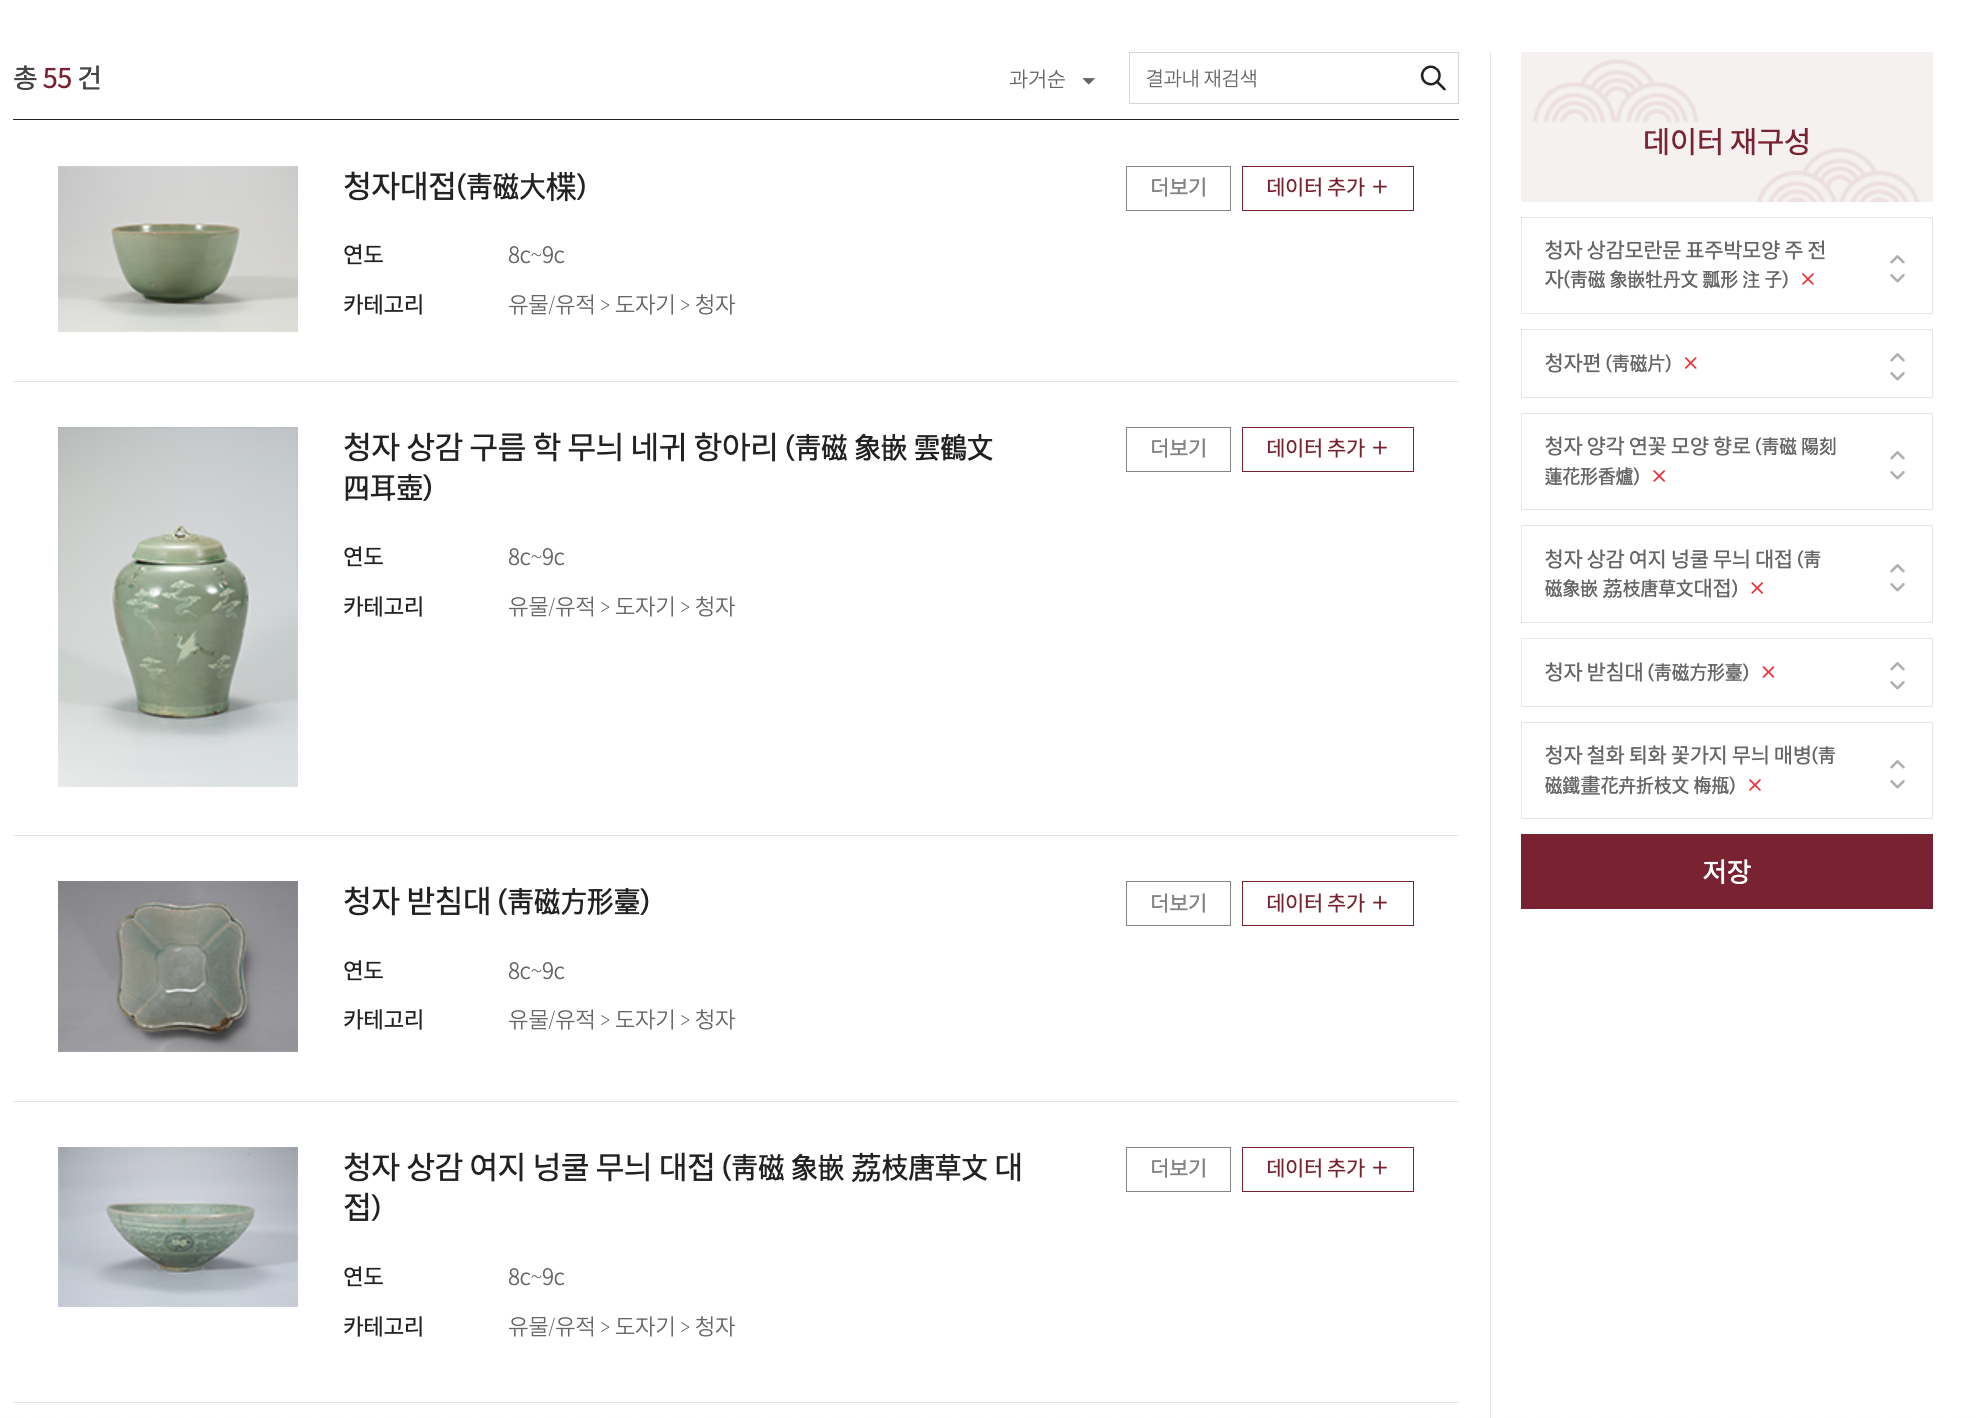 총 55 건
과거순
결과내 재검색
청자대접(靑磁大楪)
더보기
데이터 추가 +
연도
8c~9c
카테고리
유물/유적 > 도자기 > 청자
청자 상감 구름 학 무늬 네귀 항아리 (靑磁 象嵌 雲鶴文
四耳壺)
더보기
데이터 추가 +
연도
8c~9c
카테고리
유물/유적 > 도자기 > 청자
청자 받침대 (靑磁方形臺)
더보기
데이터 추가 +
연도
8c~9c
카테고리
유물/유적 > 도자기 > 청자
청자 상감 여지 넝쿨 무늬 대접 (靑磁 象嵌 荔枝唐草文 대
접)
더보기
데이터 추가 +
연도
8c~9c
카테고리
유물/유적 > 도자기 > 청자
데이터 재구성
청자 상감모란문 표주박모양 주 전
자(靑磁 象嵌牡丹文 瓢形 注 子)
청자편 (靑磁片)
청자 양각 연꽃 모양 향로 (靑磁 陽刻
蓮花形香爐)
청자 상감 여지 넝쿨 무늬 대접 (靑
磁象嵌 荔枝唐草文대접)
청자 받침대 (靑磁方形臺)
청자 철화 퇴화 꽃가지 무늬 매병(靑
磁鐵畫花卉折枝文 梅甁)
저장